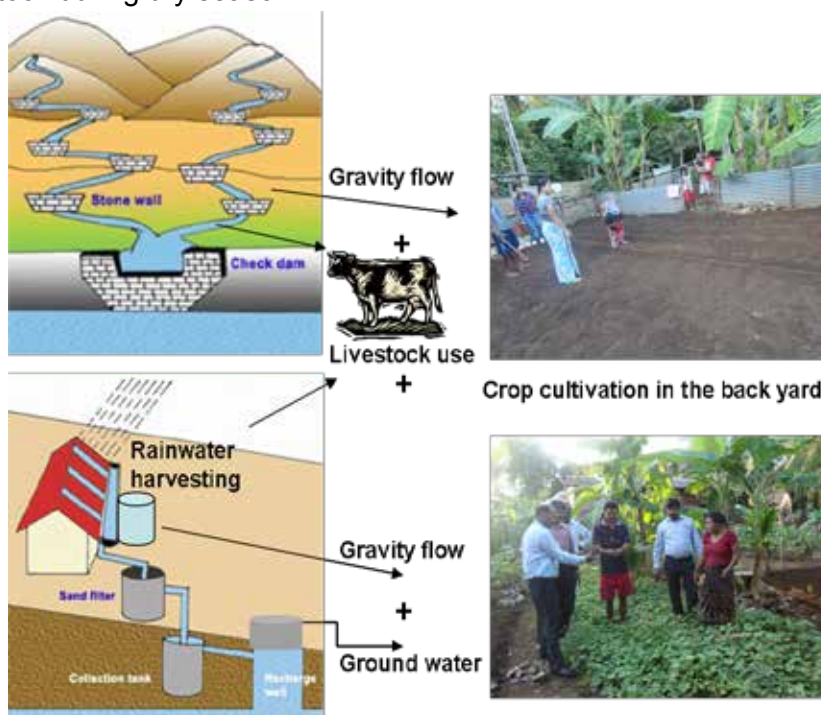 Gravity flow
Stone wall
+
Check dam
Livestock use
+
Crop cultivation in the back yard
Rainwater
harvesting
Gravity flow
Sand filter
+
Ground water
Collection tank
Recharge
well